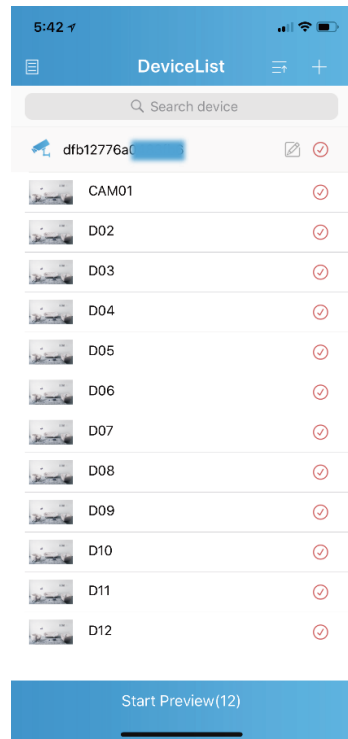 5:42
DeviceList
Search device
dfb12776a0
CAM01
D02
D03
D04
D05
D06
D07
D08
D09
D10
D11
D12
Start Preview(12)